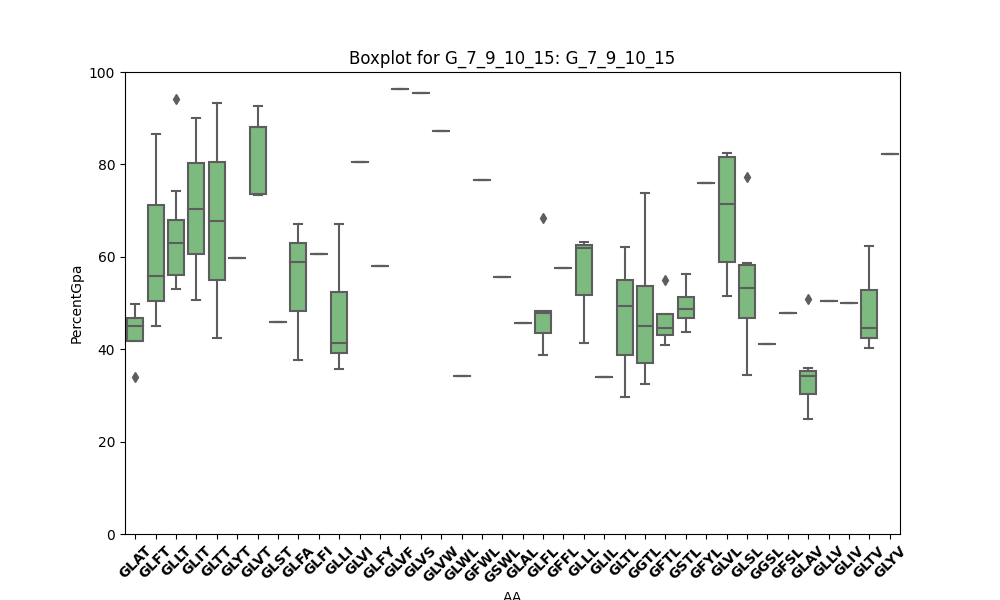 Boxplot for G_7_9_10_15: G_7_9_10_15
100
80
60
40
20
0
PercentGpa
GLAT GLFT GLLT GLIT GLTT GLYT GLVT GLST GLFA GLFI GLLI GLVI GLFY GLVF GLVS GLVW GLWL GFWL GSWL GLAL GLFL GFFL GLLL GLIL GLTL GGTL GFTL GSTL GFYL GLVL GLSL GGSL GFSL GLAV GLLV GLIV GLTV GLYV
AA